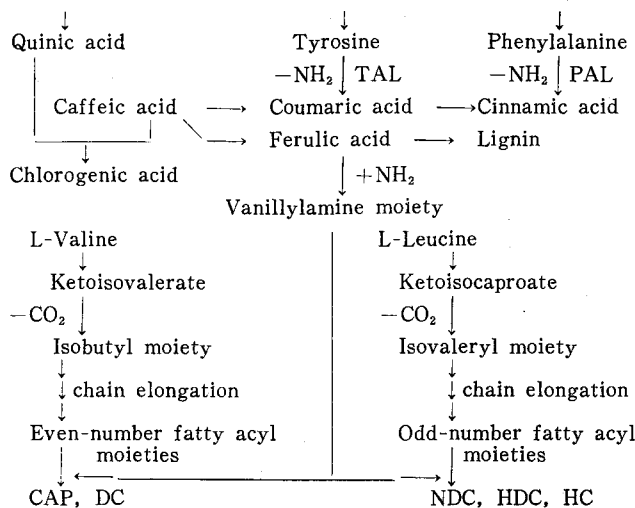 Quinic acid Tyrosine Phenylalanine
−NH₂ TAL −NH₂ PAL
Caffeic acid Coumaric acid Cinnamic acid
Ferulic acid Lignin
Chlorogenic acid +NH₂
Vanillylamine moiety
L-Valine L-Leucine
Ketoisovalerate Ketoisocaproate
−CO₂ −CO₂
Isobutyl moiety Isovaleryl moiety
chain elongation chain elongation
Even-number fatty acyl Odd-number fatty acyl
moieties moieties
CAP, DC NDC, HDC, HC